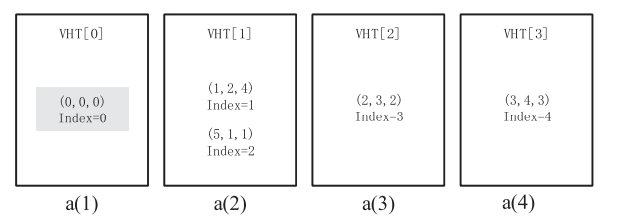 VHT[0]
(0,0,0)
Index=0
a(1)
VHT[1]
(1,2,4)
Index=1
(5,1,1)
Index=2
a(2)
VHT[2]
(2,3,2)
Index-3
a(3)
VHT[3]
(3,4,3)
Index-4
a(4)